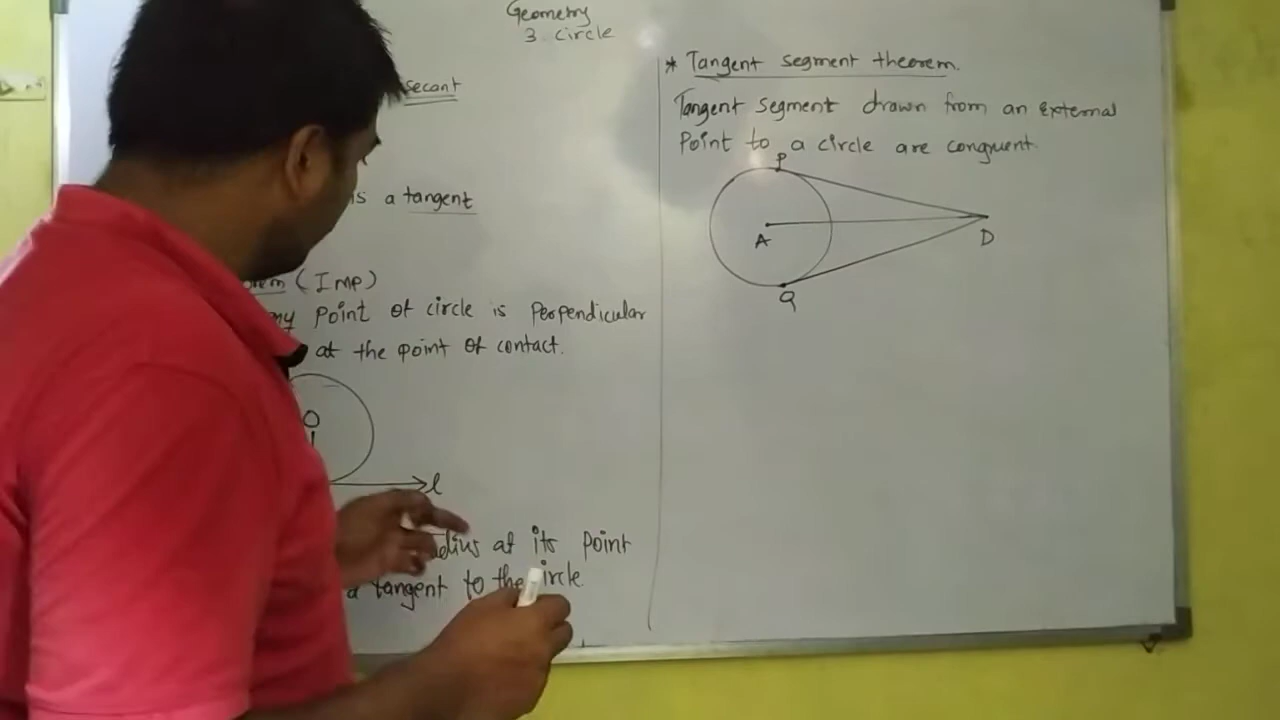 Geometry
3. circle
secant
is a tangent
(Imp)
any point of circle is perpendicular
at the point of contact.
O
l
at its point
a tangent to the circle
* Tangent segment theorem.
Tangent segment drawn from an external
point to a circle are congruent.
P
A
D
Q